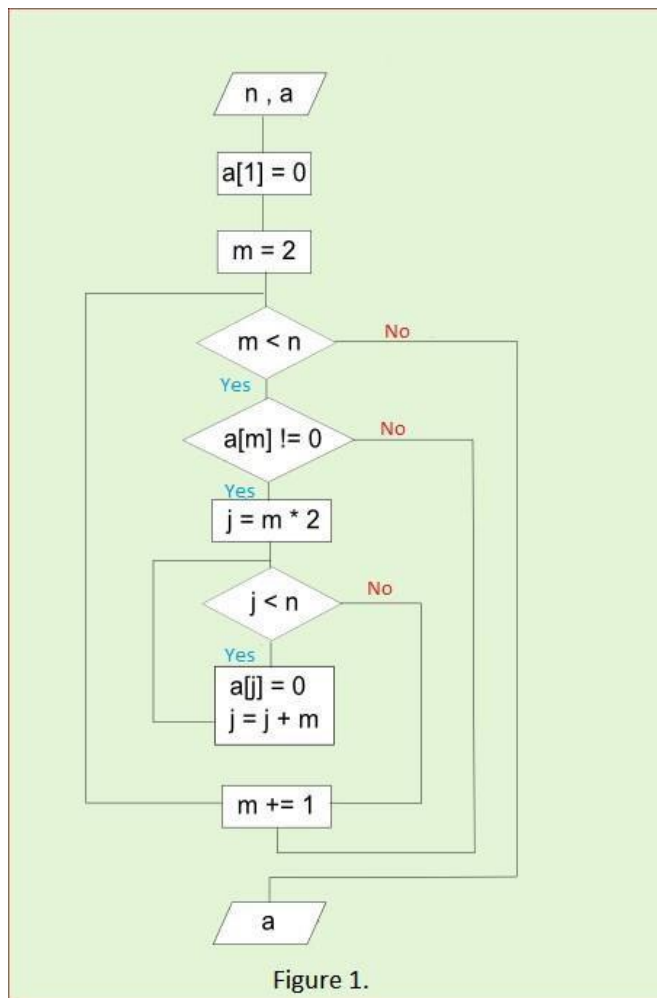 n , a
a[1] = 0
m = 2
m < n
No
Yes
a[m] != 0
No
Yes
j = m * 2
j < n
No
Yes
a[j] = 0
j = j + m
m += 1
a
Figure 1.